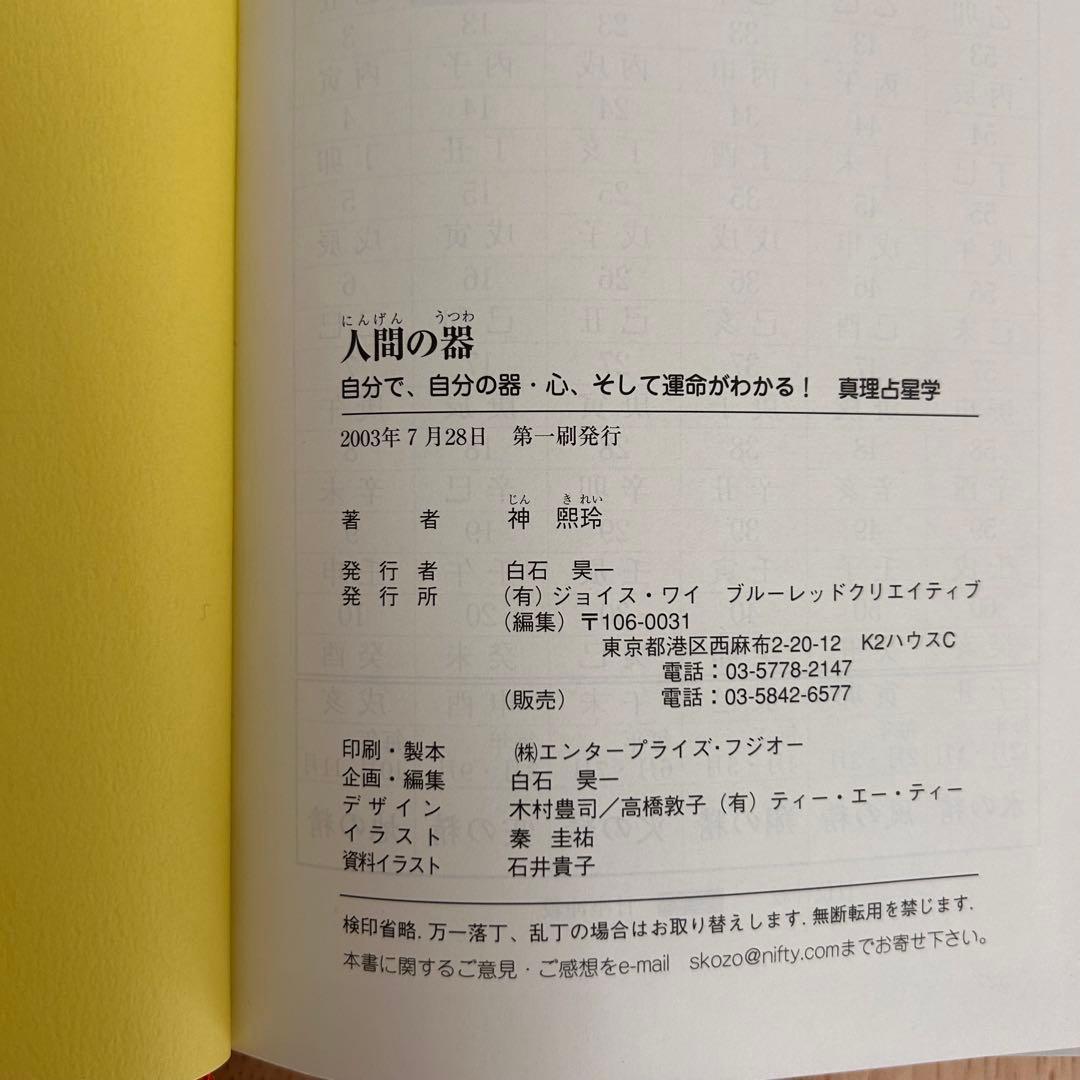 にんげん うつわ
人間の器
自分で、自分の器・心、そして運命がわかる! 真理占星学
2003年7月28日 第一刷発行
じん きれい
著者 神 熙玲
発行者 白石 昊一
発行所 (有)ジョイス・ワイ ブルーレッドクリエイティブ
(編集) 〒106-0031
東京都港区西麻布2-20-12 K2ハウスC
電話:03-5778-2147
(販売) 電話:03-5842-6577
印刷・製本 ㈱エンタープライズ・フジオー
企画・編集 白石 昊一
デザイン 木村豊司/高橋敦子(有)ティー・エー・ティー
イラスト 秦 圭祐
資料イラスト 石井貴子
検印省略. 万一落丁、乱丁の場合はお取り替えします. 無断転用を禁じます.
本書に関するご意見・ご感想をe-mail skozo@nifty.comまでお寄せ下さい。